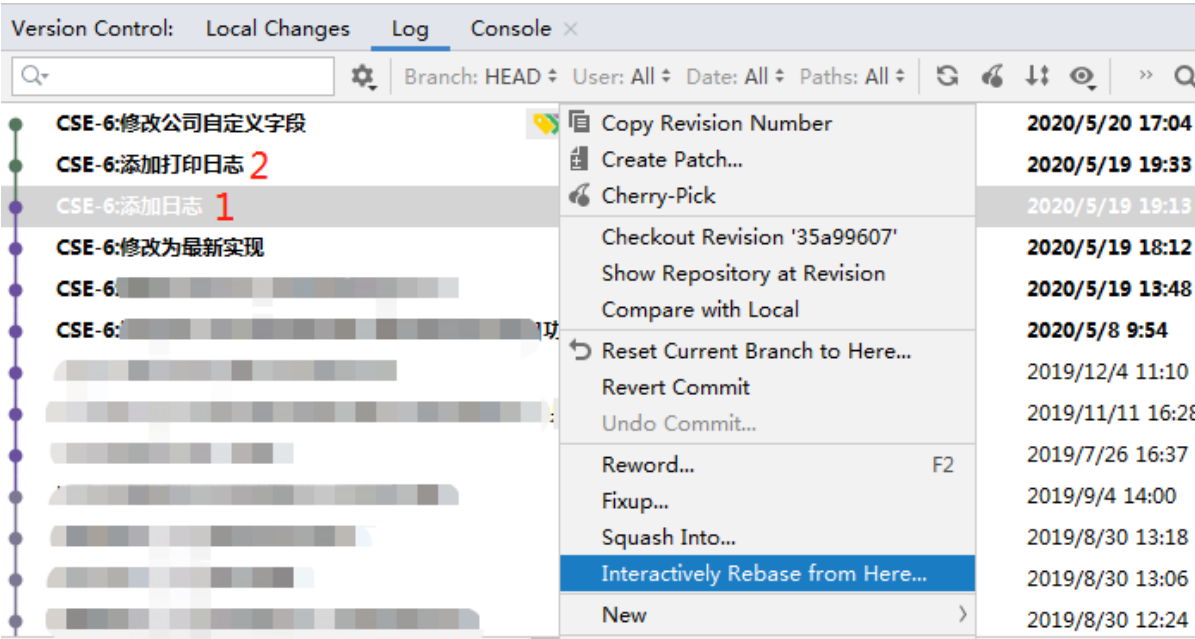 Version Control: Local Changes Log Console
Branch: HEAD User: All Date: All Paths: All
CSE-6:修改公司自定义字段 Copy Revision Number 2020/5/20 17:04
CSE-6:添加打印日志 2 Create Patch... 2020/5/19 19:33
CSE-6:添加日志 1 Cherry-Pick 2020/5/19 19:13
CSE-6:修改为最新实现 Checkout Revision '35a99607' 2020/5/19 18:12
CSE-6: Show Repository at Revision 2020/5/19 13:48
Compare with Local
CSE-6: 2020/5/8 9:54
Reset Current Branch to Here... 2019/12/4 11:10
Revert Commit
Undo Commit... 2019/11/11 16:28
Reword... F2 2019/7/26 16:37
Fixup... 2019/9/4 14:00
Squash Into... 2019/8/30 13:18
Interactively Rebase from Here... 2019/8/30 13:06
New 2019/8/30 12:24